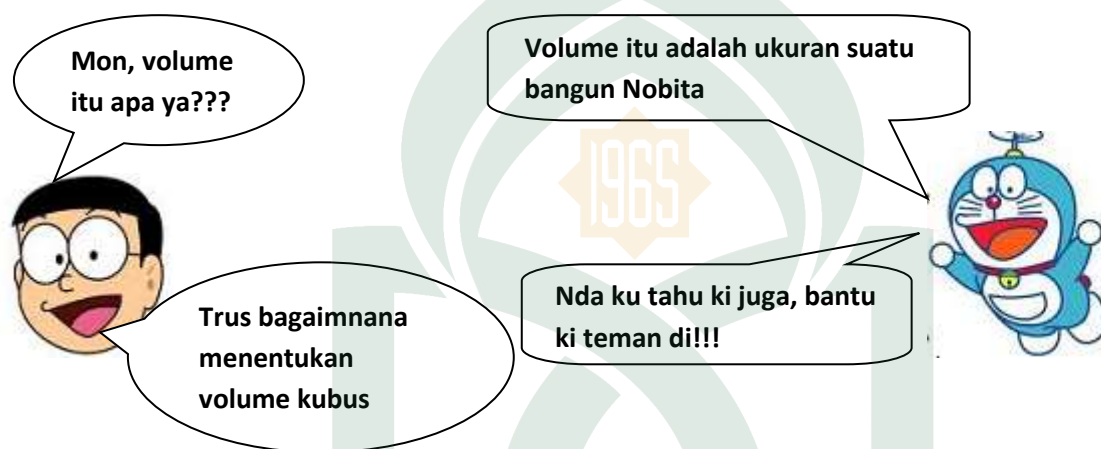 Mon, volume
itu apa ya???
Volume itu adalah ukuran suatu
bangun Nobita
1965
Trus bagaimnana
menentukan
volume kubus
Nda ku tahu ki juga, bantu
ki teman di!!!